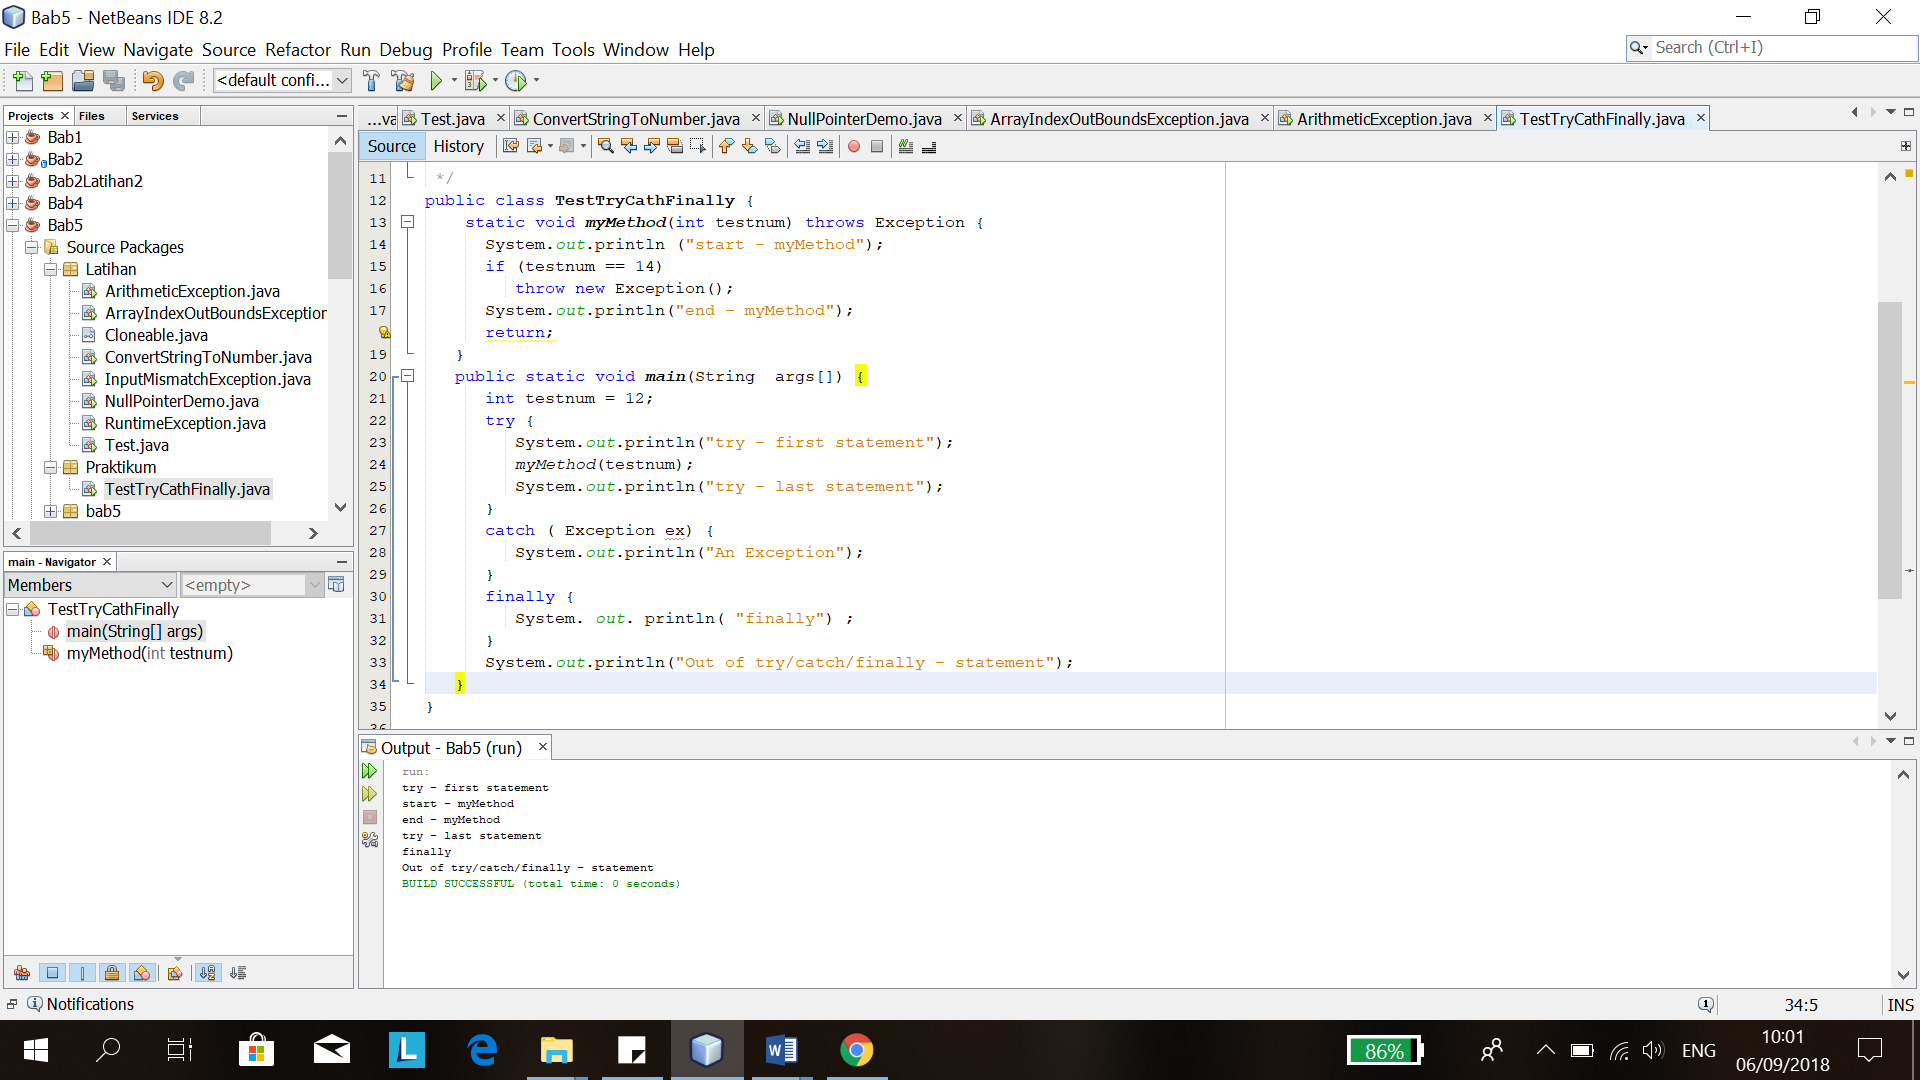 Bab5 - NetBeans IDE 8.2
File Edit View Navigate Source Refactor Run Debug Profile Team Tools Window Help
Search (Ctrl+I)
<default confi...
Projects Files Services
Bab1
Bab2
Bab2Latihan2
Bab4
Bab5
Source Packages
Latihan
ArithmeticException.java
ArrayIndexOutBoundsException
Cloneable.java
ConvertStringToNumber.java
InputMismatchException.java
NullPointerDemo.java
RuntimeException.java
Test.java
Praktikum
TestTryCathFinally.java
bab5
main - Navigator
Members <empty>
TestTryCathFinally
main(String[] args)
myMethod(int testnum)
...va Test.java ConvertStringToNumber.java NullPointerDemo.java ArrayIndexOutBoundsException.java ArithmeticException.java TestTryCathFinally.java
Source History
11 */
12 public class TestTryCathFinally {
13 static void myMethod(int testnum) throws Exception {
14 System.out.println ("start - myMethod");
15 if (testnum == 14)
16 throw new Exception();
17 System.out.println("end - myMethod");
return;
19 }
20 public static void main(String  args[]) {
21 int testnum = 12;
22 try {
23 System.out.println("try - first statement");
24 myMethod(testnum);
25 System.out.println("try - last statement");
26 }
27 catch ( Exception ex) {
28 System.out.println("An Exception");
29 }
30 finally {
31 System. out. println( "finally") ;
32 }
33 System.out.println("Out of try/catch/finally - statement");
34 }
35 }
Output - Bab5 (run)
run:
try - first statement
start - myMethod
end - myMethod
try - last statement
finally
Out of try/catch/finally - statement
BUILD SUCCESSFUL (total time: 0 seconds)
Notifications
34:5 INS
86%
ENG
10:01
06/09/2018